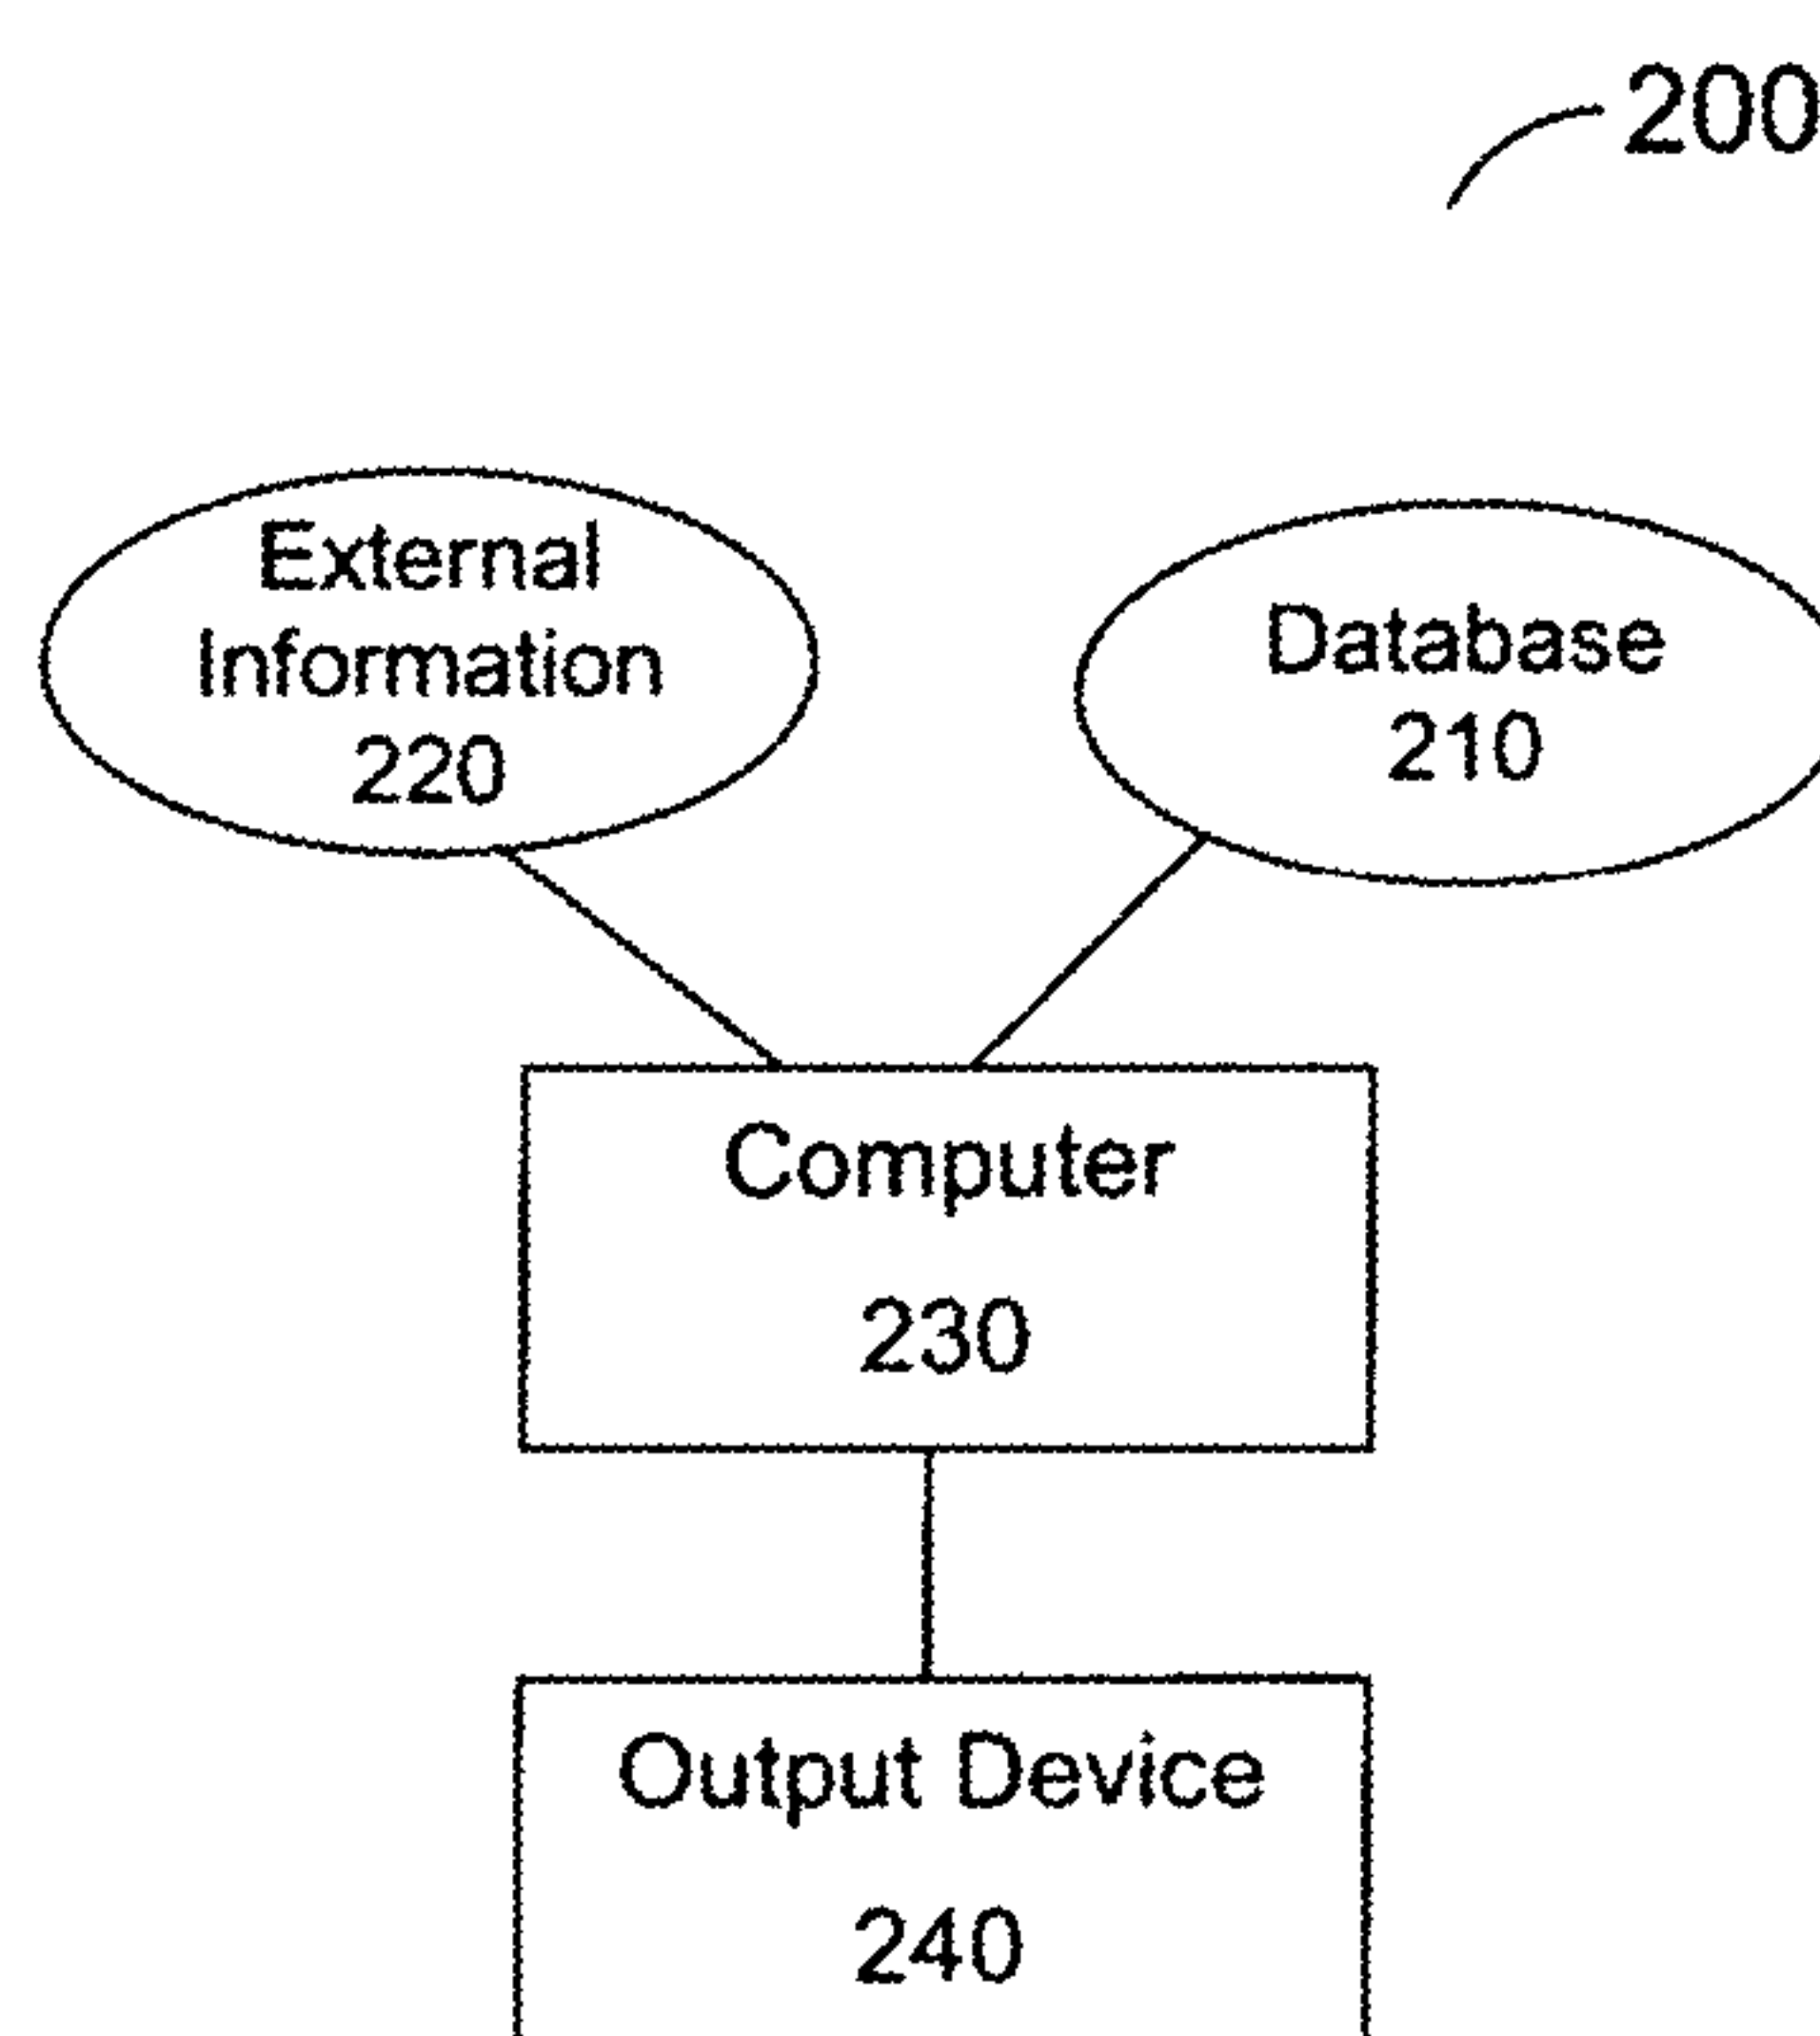 200
External
Information
220
Database
210
Computer
230
Output Device
240